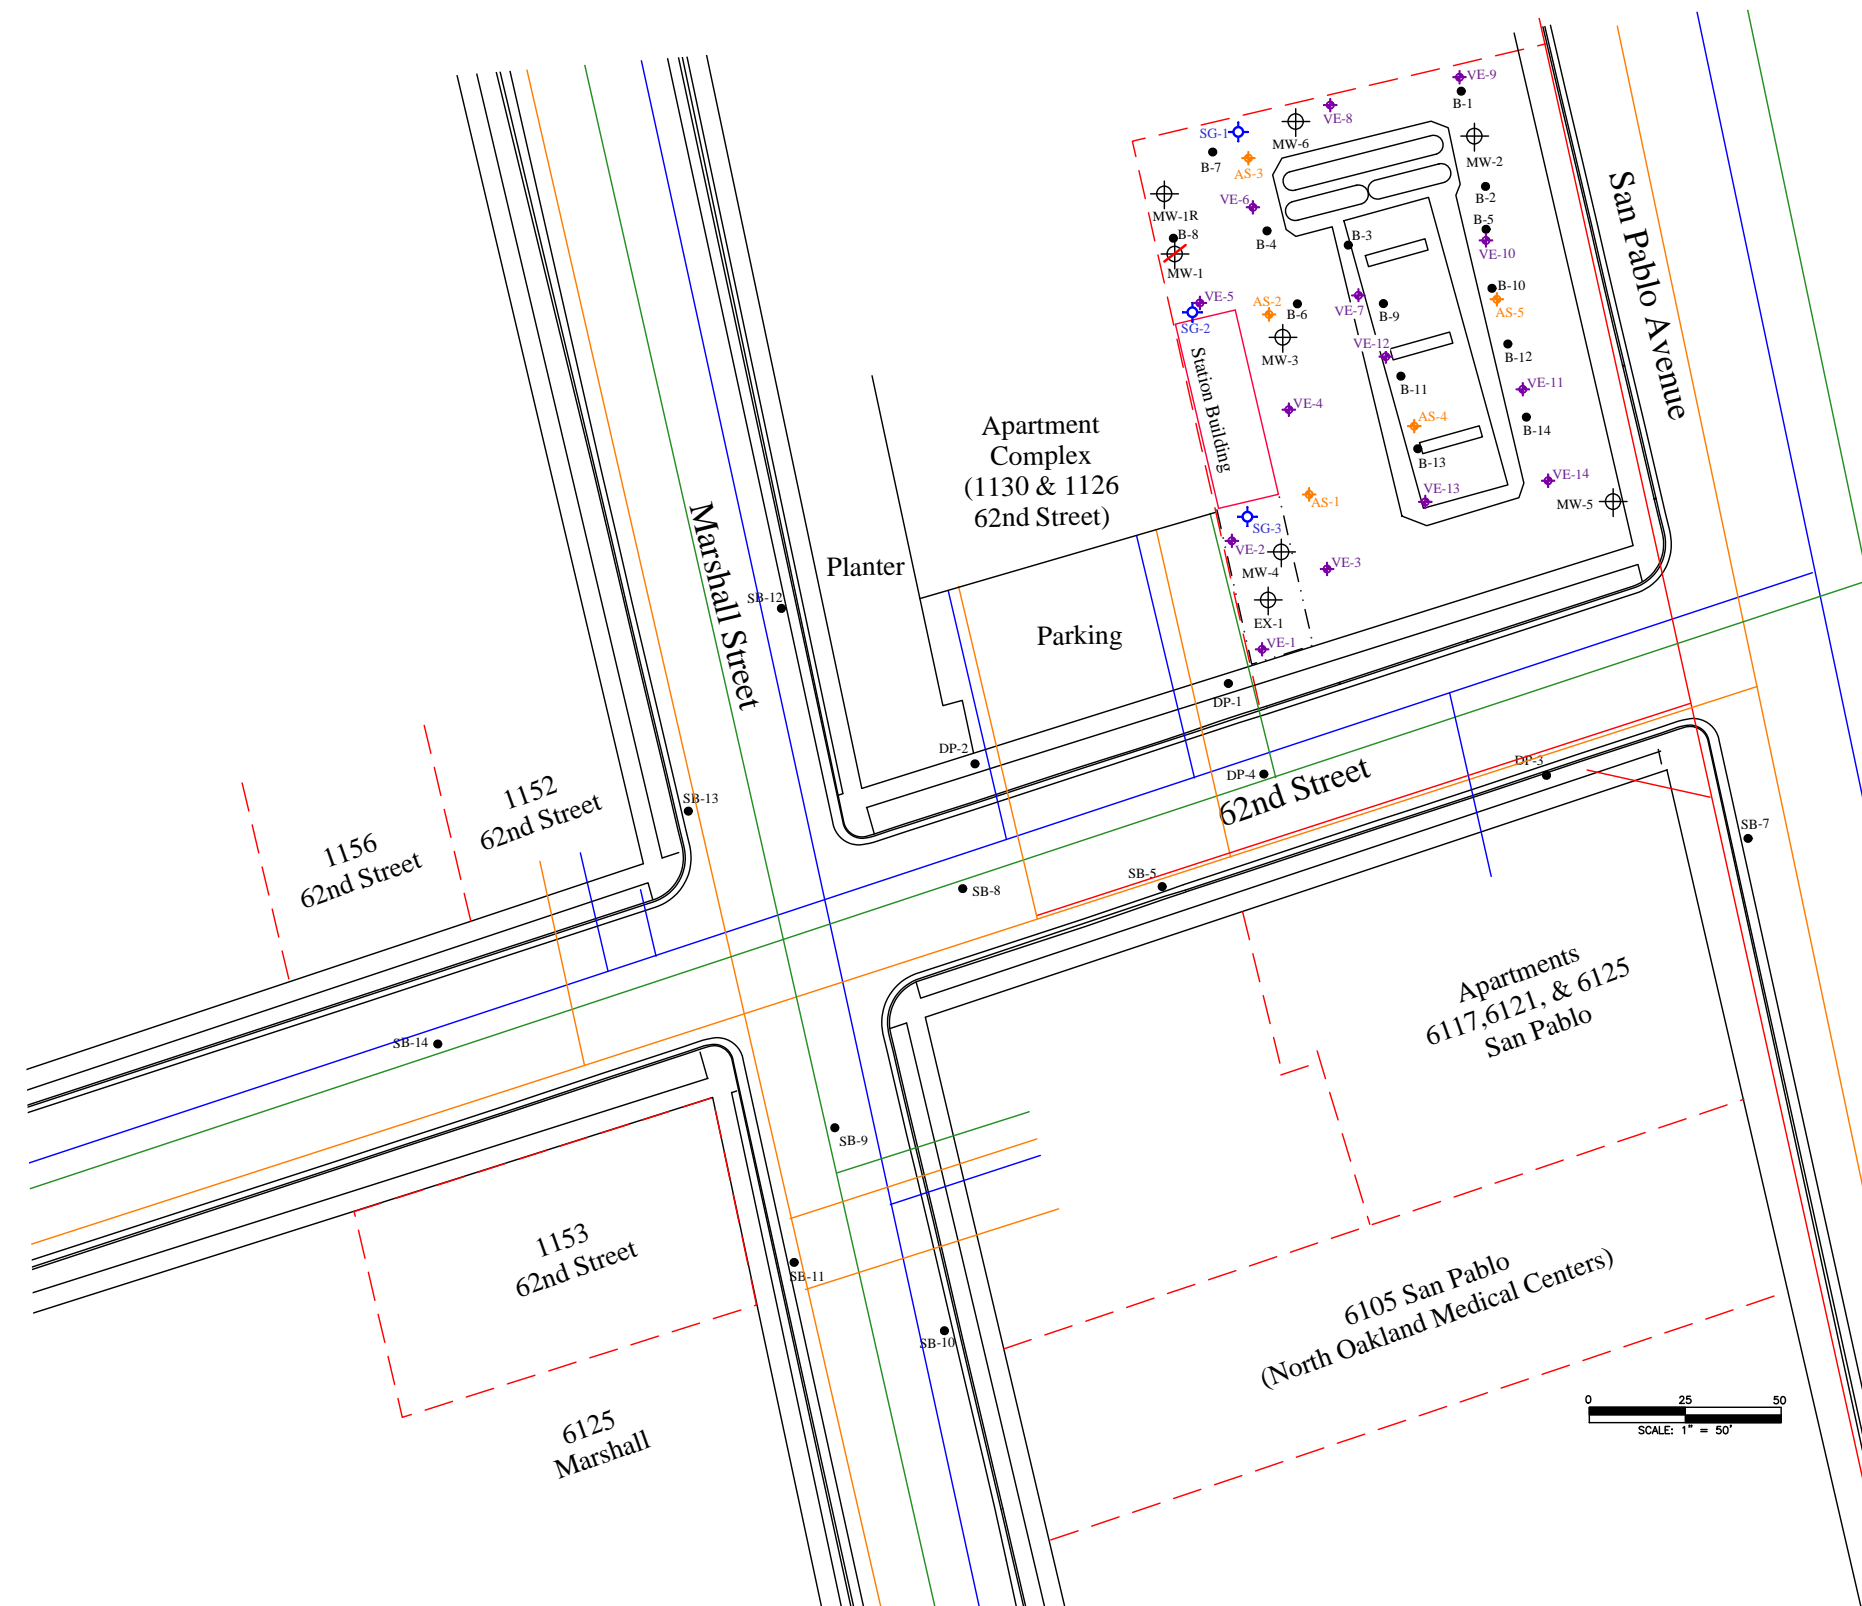 VE-9
B-1
VE-8
SG-1
MW-6
MW-2
B-7
AS-3
B-2
VE-6
MW-1R
B-5
B-8
B-4
B-3
VE-10
MW-1
B-10
VE-5
AS-2
B-6
VE-7
B-9
AS-5
SG-2
VE-12
B-12
MW-3
Station Building
B-11
VE-11
VE-4
AS-4
B-14
B-13
VE-14
VE-13
AS-1
MW-5
SG-3
VE-2
MW-4
VE-3
EX-1
VE-1
San Pablo Avenue
Apartment
Complex
(1130 & 1126
62nd Street)
Planter
Parking
Marshall Street
SB-12
DP-1
DP-2
DP-4
DP-3
62nd Street
SB-13
SB-7
1152
62nd Street
1156
62nd Street
SB-5
SB-8
SB-14
SB-9
Apartments
6117,6121, & 6125
San Pablo
1153
62nd Street
SB-11
SB-10
6105 San Pablo
(North Oakland Medical Centers)
6125
Marshall
0 25 50
SCALE: 1" = 50'